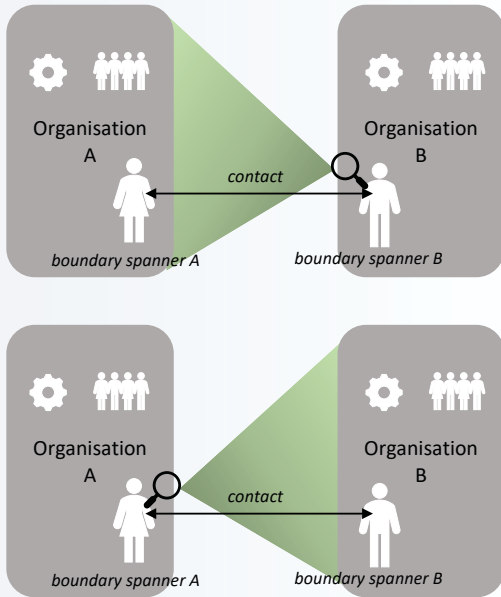 Organisation
A
Organisation
B
contact
boundary spanner A
boundary spanner B
Organisation
A
Organisation
B
contact
boundary spanner A
boundary spanner B